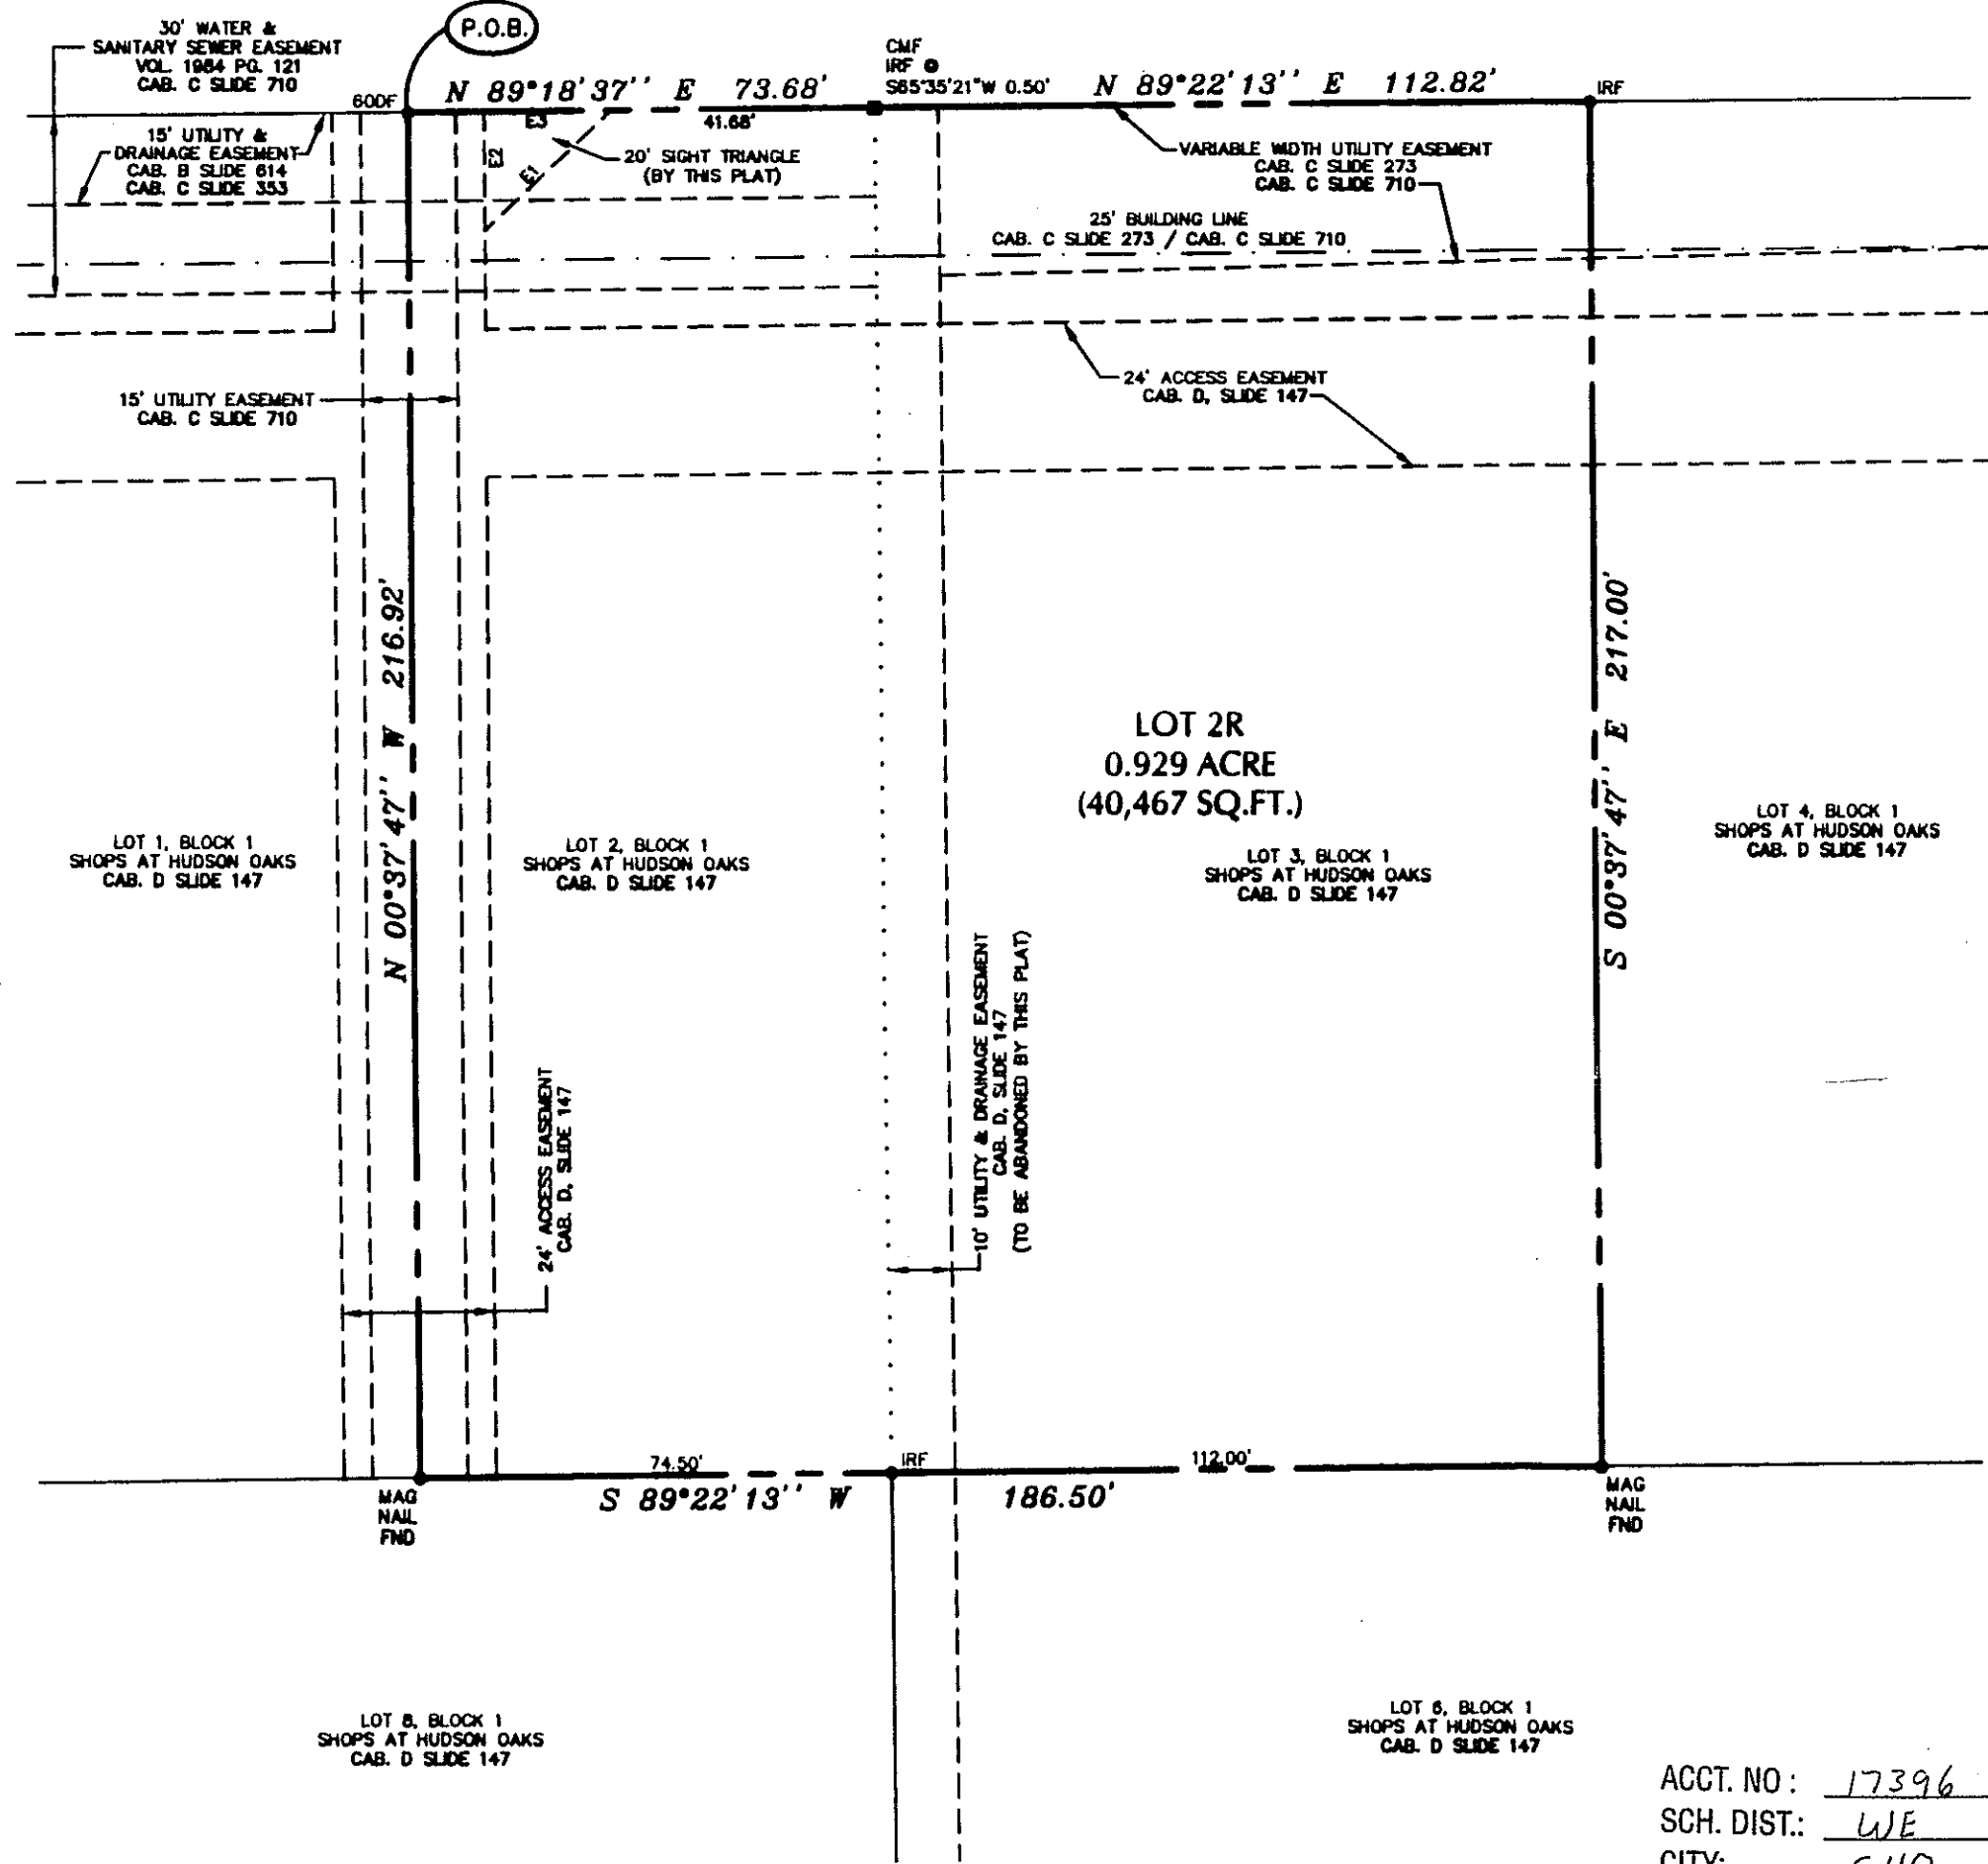 P.O.B.
30' WATER &
SANITARY SEWER EASEMENT
VOL. 1984 PG. 121
CAB. C SLIDE 710
60DF
N 89°18'37'' E 73.68'
CMF
IRF
S65°35'21"W 0.50'
N 89°22'13'' E 112.82'
IRF
15' UTILITY &
DRAINAGE EASEMENT
CAB. B SLIDE 614
CAB. C SLIDE 353
E3
E2
E1
41.68'
20' SIGHT TRIANGLE
(BY THIS PLAT)
VARIABLE WIDTH UTILITY EASEMENT
CAB. C SLIDE 273
CAB. C SLIDE 710
25' BUILDING LINE
CAB. C SLIDE 273 / CAB. C SLIDE 710
15' UTILITY EASEMENT
CAB. C SLIDE 710
24' ACCESS EASEMENT
CAB. D, SLIDE 147
N 00°37'47'' W 216.92'
S 00°37'47'' E 217.00'
LOT 2R
0.929 ACRE
(40,467 SQ.FT.)
LOT 1, BLOCK 1
SHOPS AT HUDSON OAKS
CAB. D SLIDE 147
LOT 2, BLOCK 1
SHOPS AT HUDSON OAKS
CAB. D SLIDE 147
LOT 3, BLOCK 1
SHOPS AT HUDSON OAKS
CAB. D SLIDE 147
LOT 4, BLOCK 1
SHOPS AT HUDSON OAKS
CAB. D SLIDE 147
24' ACCESS EASEMENT
CAB. D, SLIDE 147
10' UTILITY & DRAINAGE EASEMENT
CAB. D, SLIDE 147
(TO BE ABANDONED BY THIS PLAT)
74.50'
IRF
112.00'
MAG
NAIL
FND
S 89°22'13'' W 186.50'
MAG
NAIL
FND
LOT 8, BLOCK 1
SHOPS AT HUDSON OAKS
CAB. D SLIDE 147
LOT 6, BLOCK 1
SHOPS AT HUDSON OAKS
CAB. D SLIDE 147
ACCT. NO: 17396
SCH. DIST.: WE
CITY: